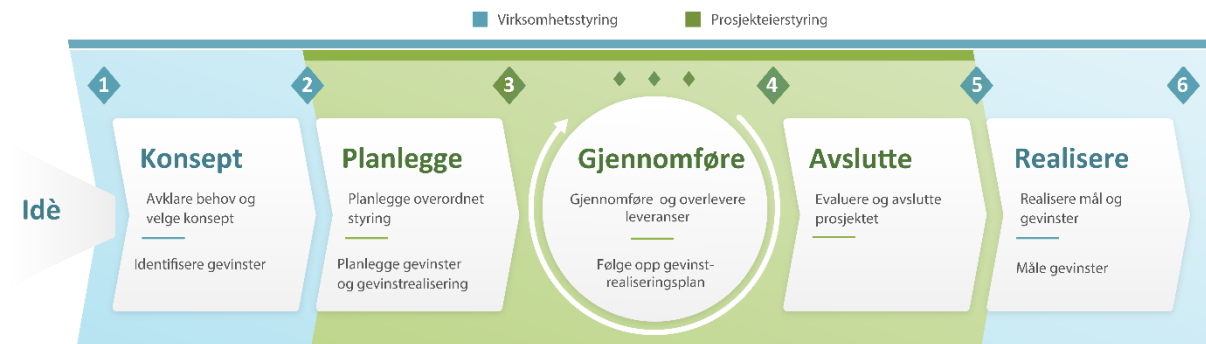 Virksomhetsstyring
Prosjekteierstyring
1
2
3
4
5
6
Idè
Konsept
Avklare behov og
velge konsept
Identifisere gevinster
Planlegge
Planlegge overordnet
styring
Planlegge gevinster
og gevinstrealisering
Gjennomføre
Gjennomføre og overlevere
leveranser
Følge opp gevinst-
realiseringsplan
Avslutte
Evaluere og avslutte
prosjektet
Realisere
Realisere mål og
gevinster
Måle gevinster